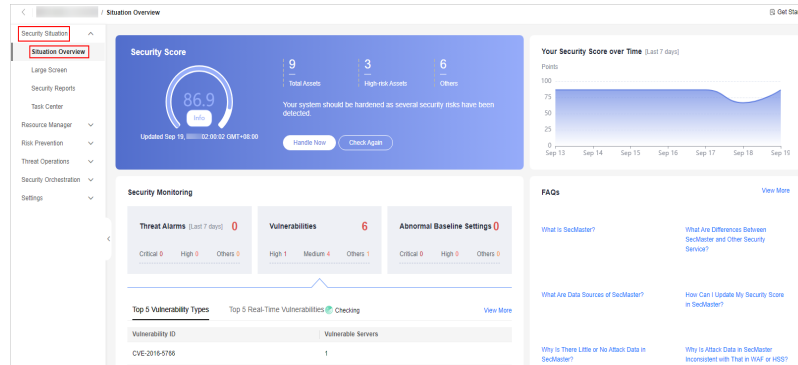 / Situation Overview
Get Sta
Security Situation
Situation Overview
Large Screen
Security Reports
Task Center
Resource Manager
Risk Prevention
Threat Operations
Security Orchestration
Settings
Security Score
86.9
Info
Updated Sep 19, 02:00:02 GMT+08:00
9
Total Assets
3
High-risk Assets
6
Others
Your system should be hardened as several security risks have been
detected.
Handle Now
Check Again
Your Security Score over Time [Last 7 days]
Points
100
75
50
25
0
Sep 13 Sep 14 Sep 15 Sep 16 Sep 17 Sep 18 Sep 19
Security Monitoring
Threat Alarms [Last 7 days] 0
Critical 0 High 0 Others 0
Vulnerabilities 6
High 1 Medium 4 Others 1
Abnormal Baseline Settings 0
Critical 0 High 0 Others 0
Top 5 Vulnerability Types Top 5 Real-Time Vulnerabilities Checking View More
Vulnerability ID Vulnerable Servers
CVE-2016-5766 1
FAQs View More
What Is SecMaster?
What Are Differences Between
SecMaster and Other Security
Service?
What Are Data Sources of SecMaster?
How Can I Update My Security Score
in SecMaster?
Why Is There Little or No Attack Data in
SecMaster?
Why Is Attack Data in SecMaster
Inconsistent with That in WAF or HSS?